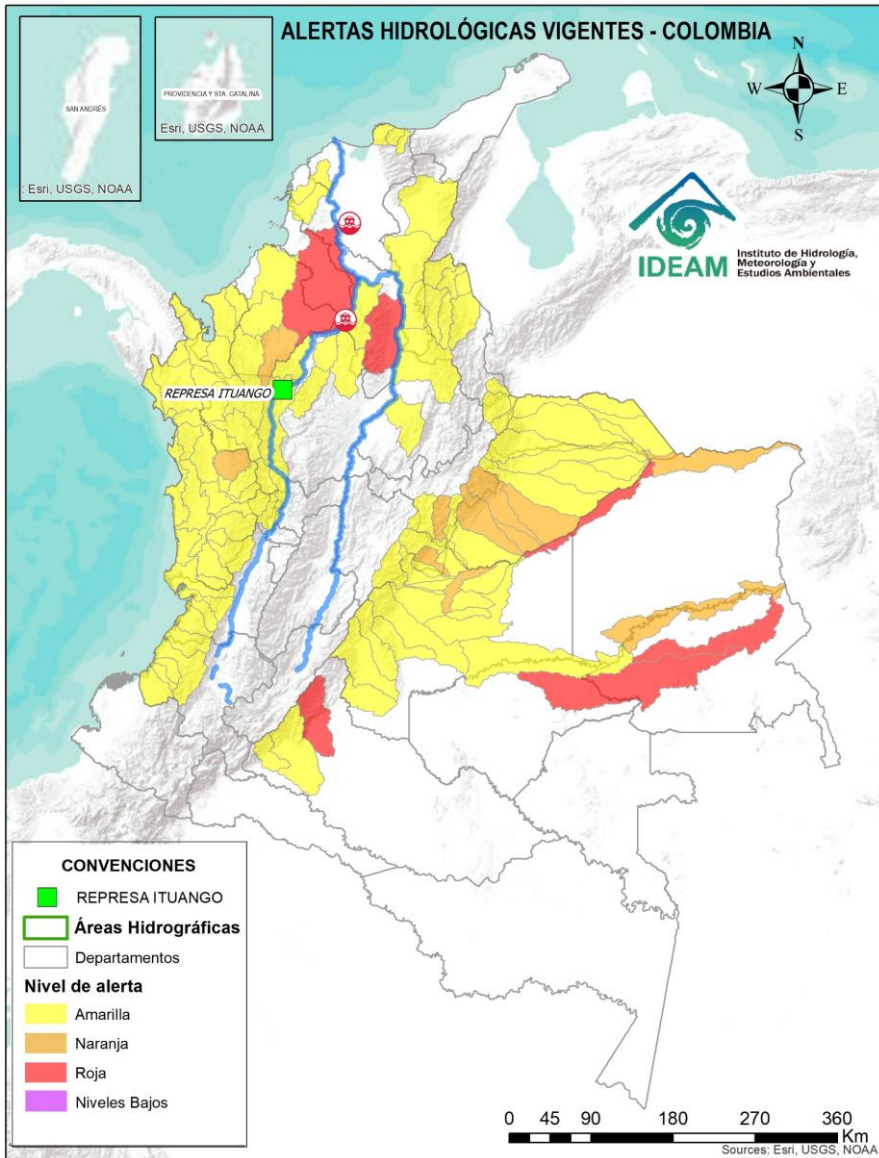 ALERTAS HIDROLÓGICAS VIGENTES - COLOMBIA
SAN ANDRÉS
: Esri, USGS, NOAA
PROVIDENCIA Y STA. CATALINA
Esri, USGS, NOAA
N
W
E
S
IDEAM
Instituto de Hidrología,
Meteorología y
Estudios Ambientales
REPRESA ITUANGO
CONVENCIONES
REPRESA ITUANGO
Áreas Hidrográficas
Departamentos
Nivel de alerta
Amarilla
Naranja
Roja
Niveles Bajos
0 45 90 180 270 360
Km
Sources: Esri, USGS, NOAA